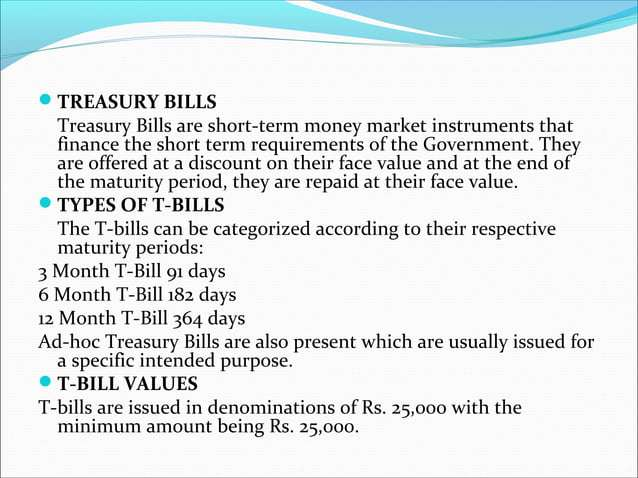 TREASURY BILLS
Treasury Bills are short-term money market instruments that
finance the short term requirements of the Government. They
are offered at a discount on their face value and at the end of
the maturity period, they are repaid at their face value.
TYPES OF T-BILLS
The T-bills can be categorized according to their respective
maturity periods:
3 Month T-Bill 91 days
6 Month T-Bill 182 days
12 Month T-Bill 364 days
Ad-hoc Treasury Bills are also present which are usually issued for
a specific intended purpose.
T-BILL VALUES
T-bills are issued in denominations of Rs. 25,000 with the
minimum amount being Rs. 25,000.